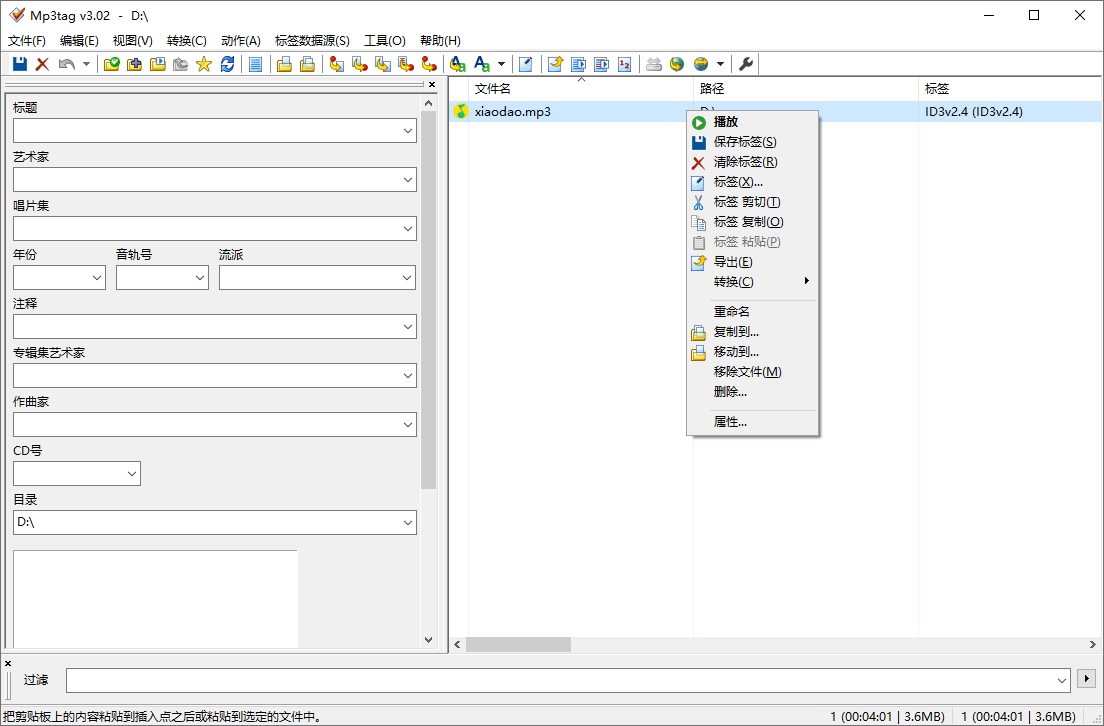 Mp3tag v3.02 - D:\
文件(F) 编辑(E) 视图(V) 转换(C) 动作(A) 标签数据源(S) 工具(O) 帮助(H)
标题
艺术家
唱片集
年份 音轨号 流派
注释
专辑集艺术家
作曲家
CD号
目录
D:\
文件名 路径 标签
xiaodao.mp3 D:\ ID3v2.4 (ID3v2.4)
播放
保存标签(S)
清除标签(R)
标签(X)...
标签 剪切(T)
标签 复制(O)
标签 粘贴(P)
导出(E)
转换(C)
重命名
复制到...
移动到...
移除文件(M)
删除...
属性...
过滤
把剪贴板上的内容粘贴到插入点之后或粘贴到选定的文件中。 1 (00:04:01 | 3.6MB) 1 (00:04:01 | 3.6MB)